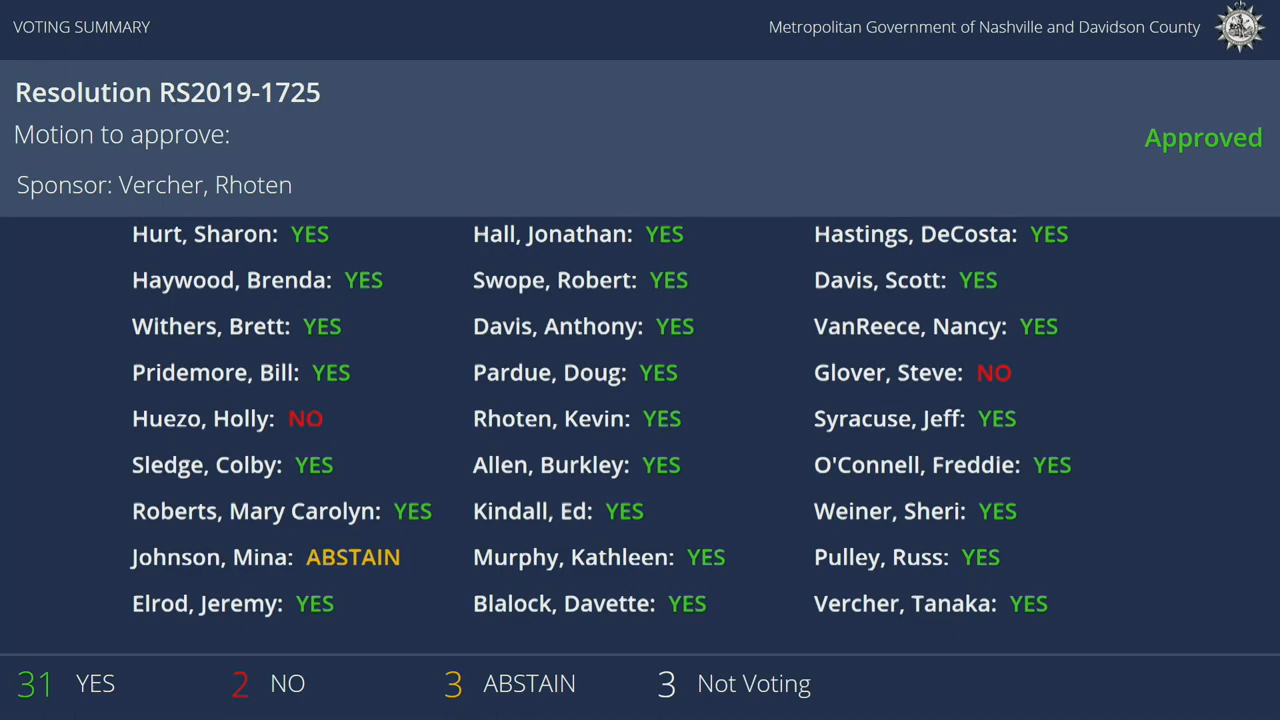 VOTING SUMMARY
Metropolitan Government of Nashville and Davidson County
Resolution RS2019-1725
Motion to approve:
Approved
Sponsor: Vercher, Rhoten
Hurt, Sharon: YES Hall, Jonathan: YES Hastings, DeCosta: YES
Haywood, Brenda: YES Swope, Robert: YES Davis, Scott: YES
Withers, Brett: YES Davis, Anthony: YES VanReece, Nancy: YES
Pridemore, Bill: YES Pardue, Doug: YES Glover, Steve: NO
Huezo, Holly: NO Rhoten, Kevin: YES Syracuse, Jeff: YES
Sledge, Colby: YES Allen, Burkley: YES O'Connell, Freddie: YES
Roberts, Mary Carolyn: YES Kindall, Ed: YES Weiner, Sheri: YES
Johnson, Mina: ABSTAIN Murphy, Kathleen: YES Pulley, Russ: YES
Elrod, Jeremy: YES Blalock, Davette: YES Vercher, Tanaka: YES
31 YES 2 NO 3 ABSTAIN 3 Not Voting